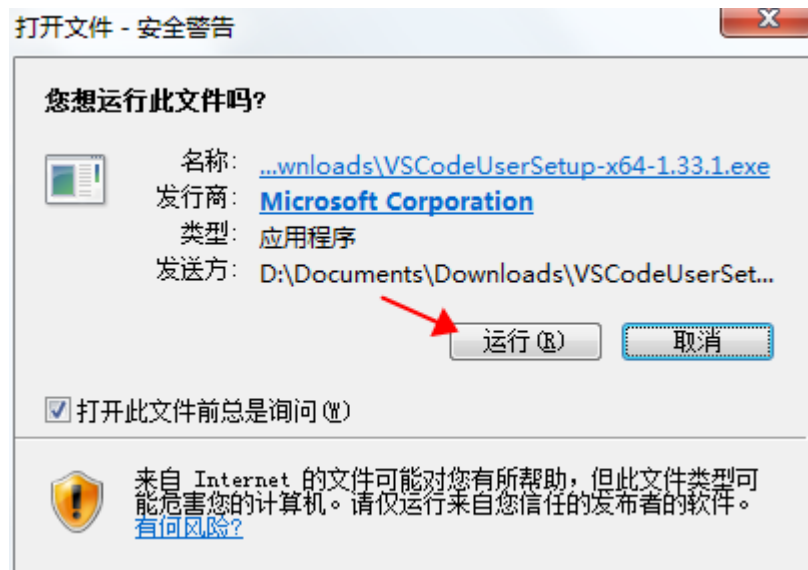 打开文件 - 安全警告
您想运行此文件吗?
名称: ...wnloads\VSCodeUserSetup-x64-1.33.1.exe
发行商: Microsoft Corporation
类型: 应用程序
发送方: D:\Documents\Downloads\VSCodeUserSet...
运行(R) 取消
打开此文件前总是询问(W)
来自 Internet 的文件可能对您有所帮助，但此文件类型可
能危害您的计算机。请仅运行来自您信任的发布者的软件。
有何风险?